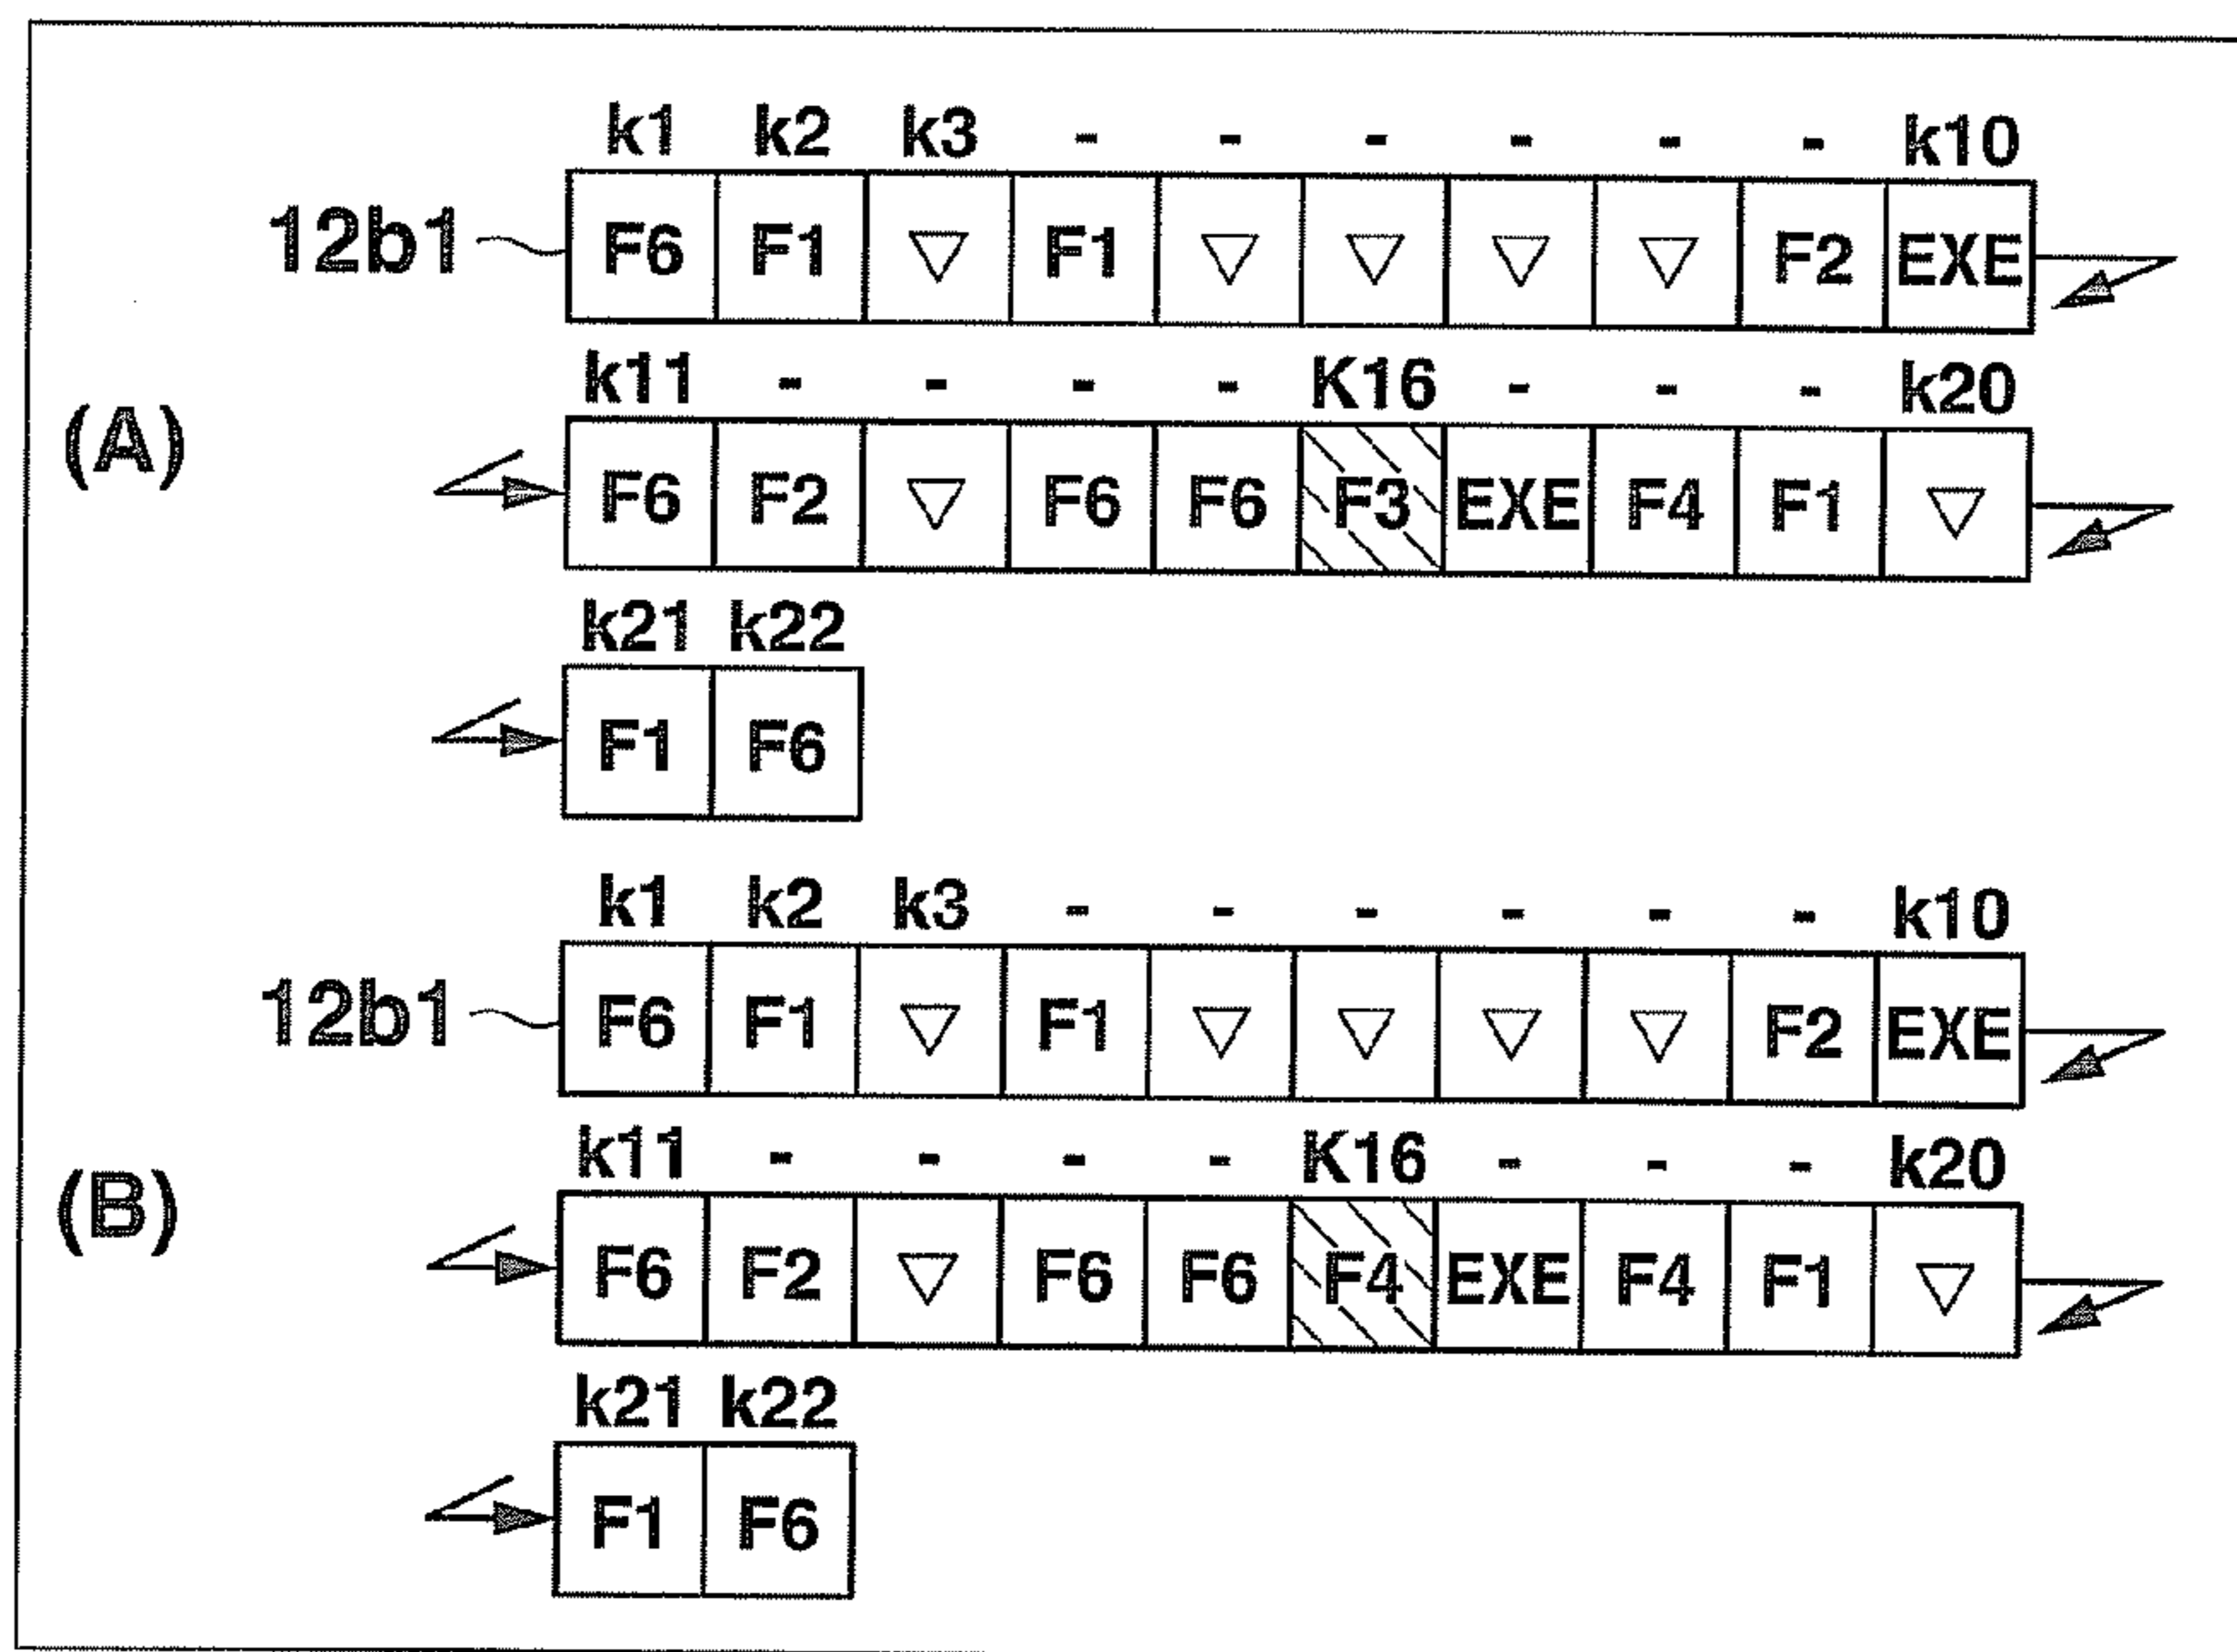 k1 k2 k3 - - - - - - k10
12b1 F6 F1 ▽ F1 ▽ ▽ ▽ ▽ F2 EXE
k11 - - - - K16 - - - k20
(A) F6 F2 ▽ F6 F6 F3 EXE F4 F1 ▽
k21 k22
F1 F6
k1 k2 k3 - - - - - - k10
12b1 F6 F1 ▽ F1 ▽ ▽ ▽ ▽ F2 EXE
k11 - - - - K16 - - - k20
(B) F6 F2 ▽ F6 F6 F4 EXE F4 F1 ▽
k21 k22
F1 F6